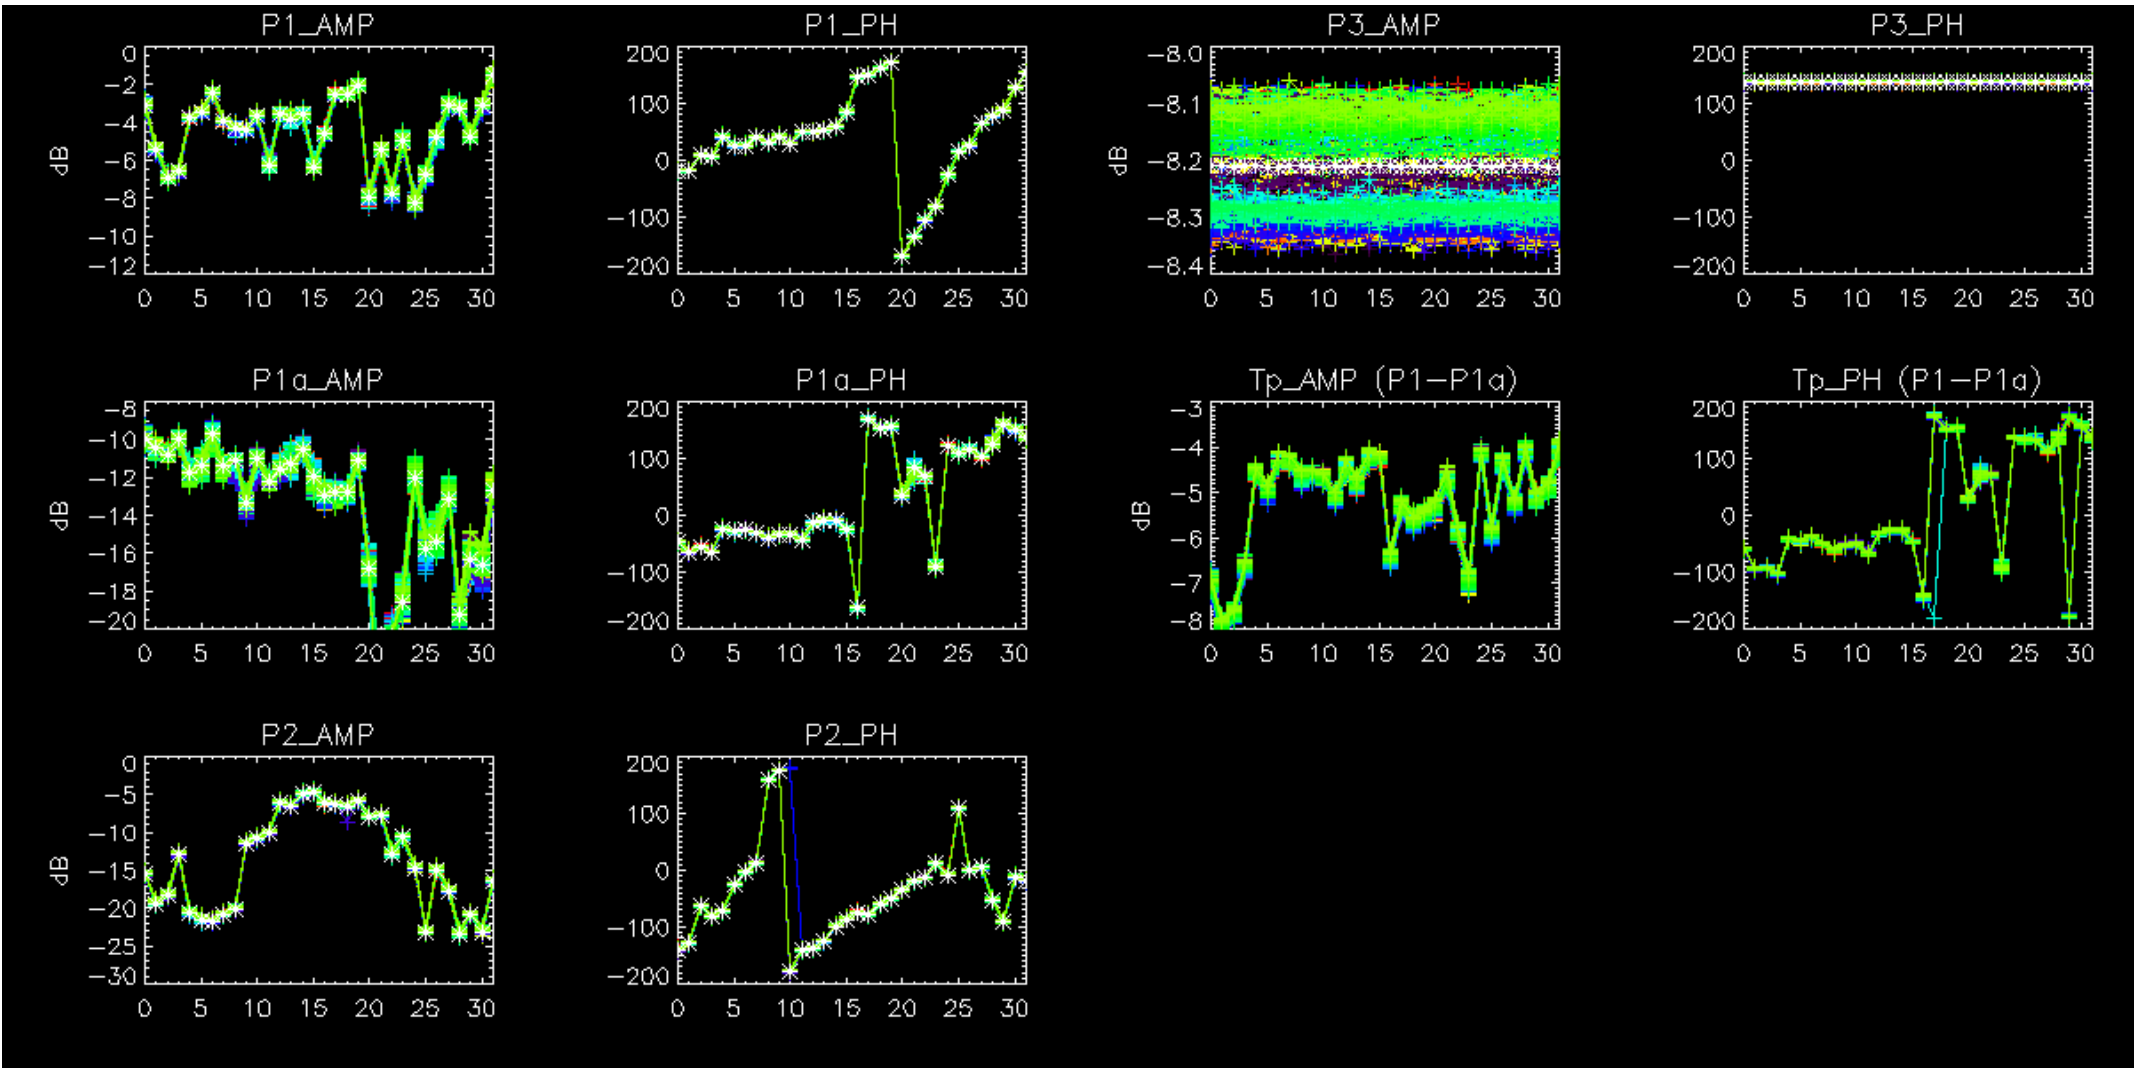 P1_AMP
0
-2
-4
-6
-8
-10
-12
dB
0 5 10 15 20 25 30
P1_PH
200
100
0
-100
-200
0 5 10 15 20 25 30
P3_AMP
-8.0
-8.1
-8.2
-8.3
-8.4
dB
0 5 10 15 20 25 30
P3_PH
200
100
0
-100
-200
0 5 10 15 20 25 30
P1a_AMP
-8
-10
-12
-14
-16
-18
-20
dB
0 5 10 15 20 25 30
P1a_PH
200
100
0
-100
-200
0 5 10 15 20 25 30
Tp_AMP (P1-P1a)
-3
-4
-5
-6
-7
-8
dB
0 5 10 15 20 25 30
Tp_PH (P1-P1a)
200
100
0
-100
-200
0 5 10 15 20 25 30
P2_AMP
0
-5
-10
-15
-20
-25
-30
dB
0 5 10 15 20 25 30
P2_PH
200
100
0
-100
-200
0 5 10 15 20 25 30